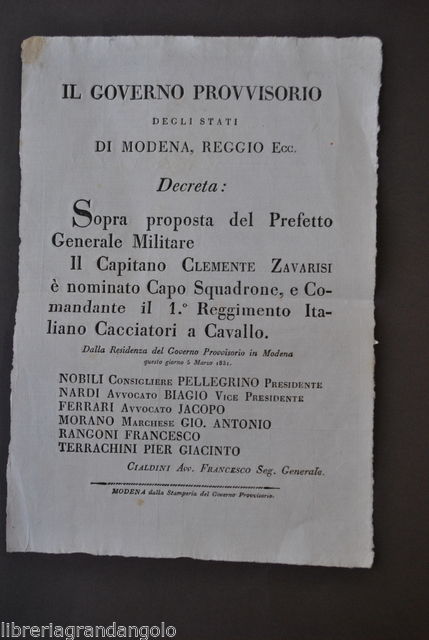 IL GOVERNO PROVVISORIO
DEGLI STATI
DI MODENA, REGGIO Ecc.
Decreta:
Sopra proposta del Prefetto
Generale Militare
Il Capitano CLEMENTE ZAVARISI
è nominato Capo Squadrone, e Co-
mandante il 1.º Reggimento Ita-
liano Cacciatori a Cavallo.
Dalla Residenza del Governo Provvisorio in Modena
questo giorno 5 Marzo 1831.
NOBILI CONSIGLIERE PELLEGRINO PRESIDENTE
NARDI AVVOCATO BIAGIO VICE PRESIDENTE
FERRARI AVVOCATO JACOPO
MORANO MARCHESE GIO. ANTONIO
RANGONI FRANCESCO
TERRACHINI PIER GIACINTO
CIALDINI Avv. FRANCESCO Seg. Generale.
MODENA dalla Stamperia del Governo Provvisorio.
libreriagrandangolo